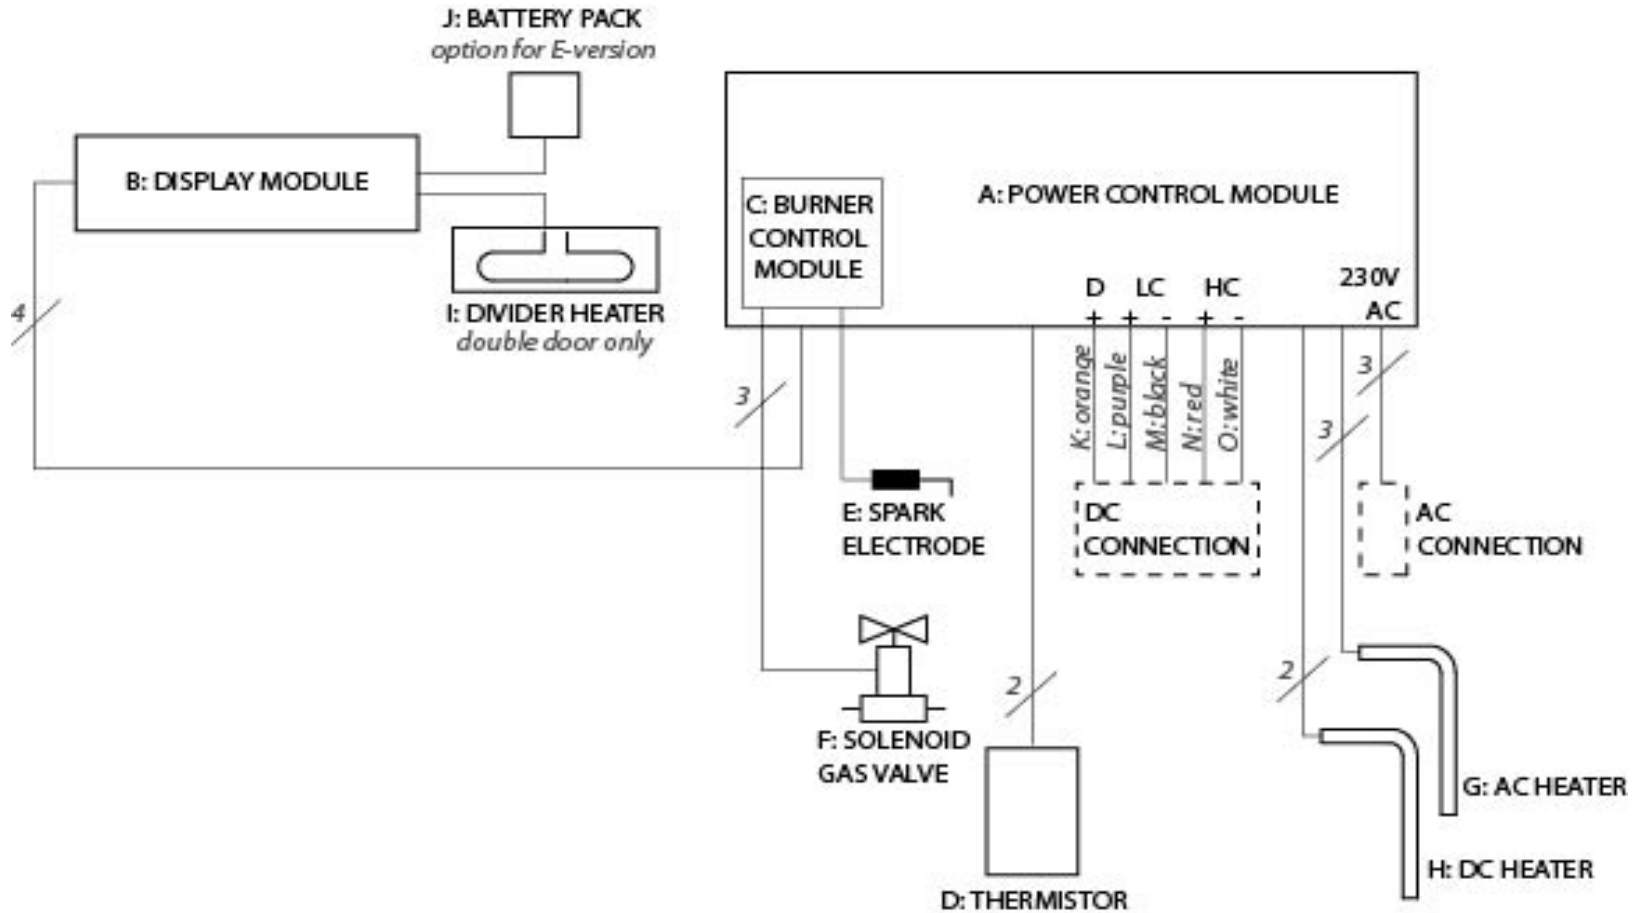 J: BATTERY PACK
option for E-version
B: DISPLAY MODULE
I: DIVIDER HEATER
double door only
4
A: POWER CONTROL MODULE
C: BURNER
CONTROL
MODULE
D LC HC
+ + - + -
230V
AC
K: orange
L: purple
M: black
N: red
O: white
3
3
3
E: SPARK
ELECTRODE
DC
CONNECTION
AC
CONNECTION
F: SOLENOID
GAS VALVE
2
2
D: THERMISTOR
G: AC HEATER
H: DC HEATER